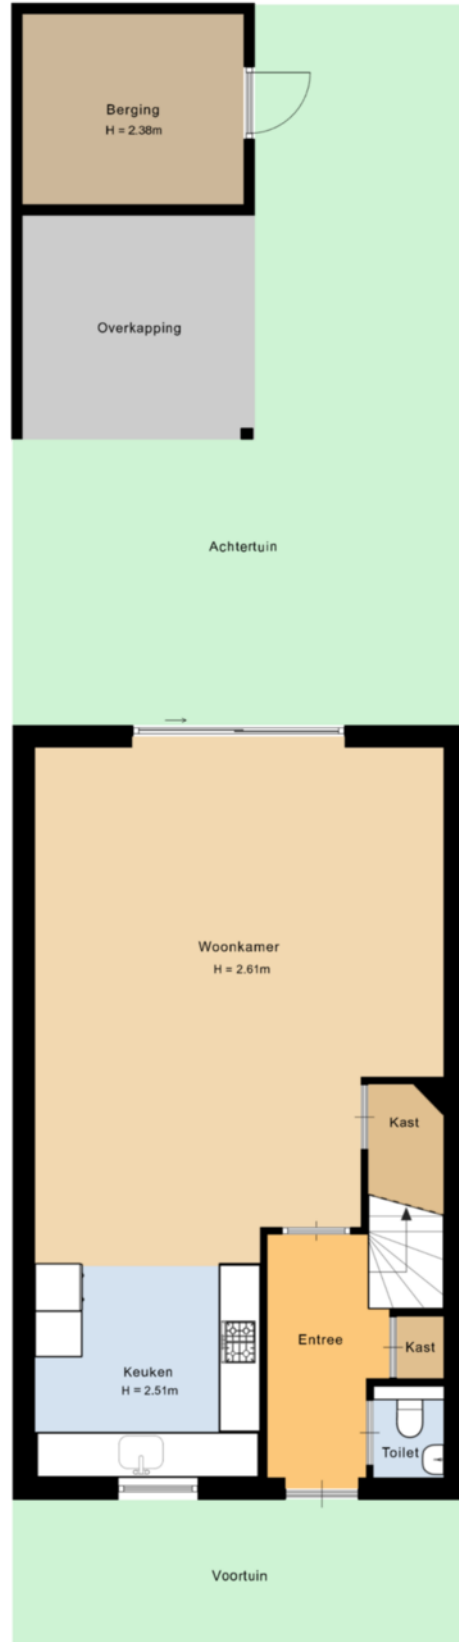 Berging
H = 2.38m
Overkapping
Achtertuin
Woonkamer
H = 2.61m
Kast
Entree
Kast
Keuken
H = 2.51m
Toilet
Voortuin